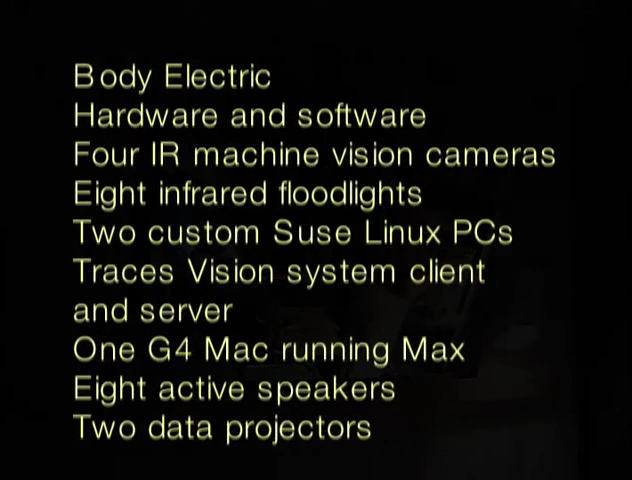 Body Electric
Hardware and software
Four IR machine vision cameras
Eight infrared floodlights
Two custom Suse Linux PCs
Traces Vision system client
and server
One G4 Mac running Max
Eight active speakers
Two data projectors